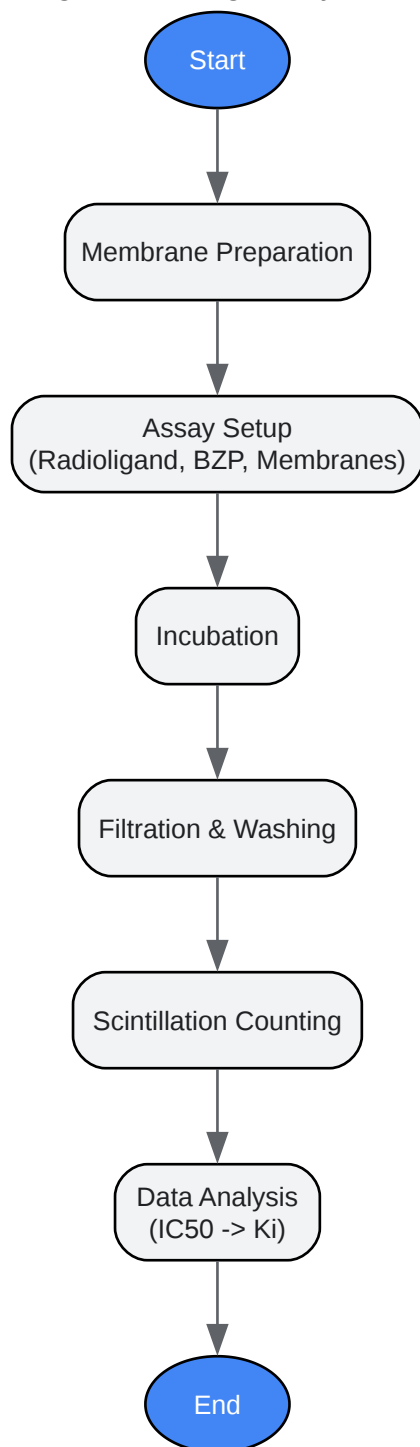 Start
Membrane Preparation
Assay Setup
(Radioligand, BZP, Membranes)
Incubation
Filtration & Washing
Scintillation Counting
Data Analysis
(IC50 -> Ki)
End